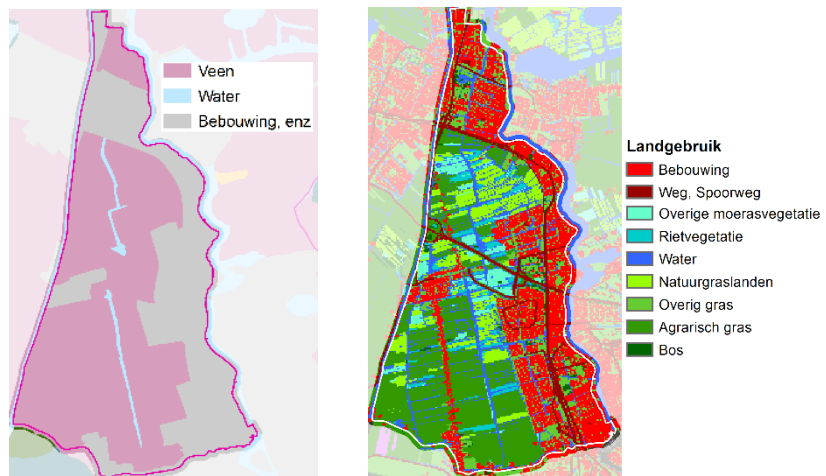 Veen
Water
Bebouwing, enz
Landgebruik
Bebouwing
Weg, Spoorweg
Overige moerasvegetatie
Rietvegetatie
Water
Natuurgraslanden
Overig gras
Agrarisch gras
Bos